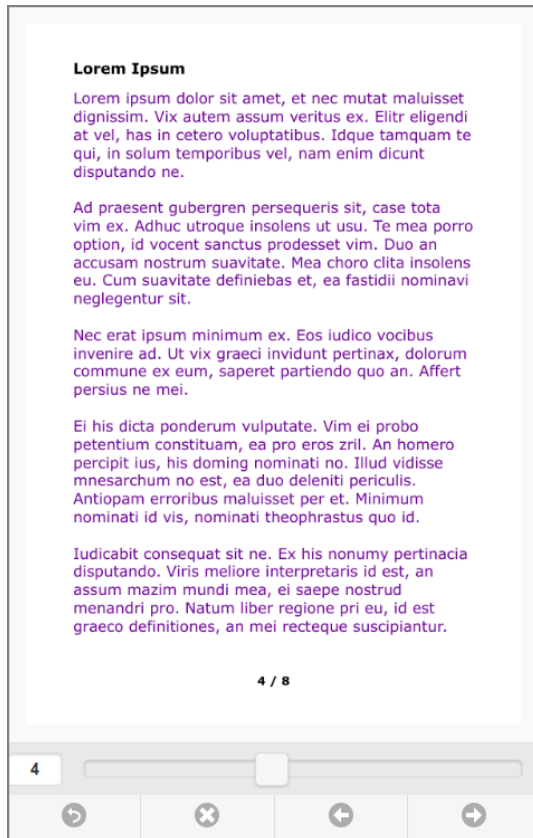 Lorem Ipsum
Lorem ipsum dolor sit amet, et nec mutat maluisset
dignissim. Vix autem assum veritus ex. Elitr eligendi
at vel, has in cetero voluptatibus. Idque tamquam te
qui, in solum temporibus vel, nam enim dicunt
disputando ne.
Ad praesent gubergren persequeris sit, case tota
vim ex. Adhuc utroque insolens ut usu. Te mea porro
option, id vocent sanctus prodesset vim. Duo an
accusam nostrum suavitate. Mea choro clita insolens
eu. Cum suavitate definiebas et, ea fastidii nominavi
neglegentur sit.
Nec erat ipsum minimum ex. Eos iudico vocibus
invenire ad. Ut vix graeci invidunt pertinax, dolorum
commune ex eum, saperet partiendo quo an. Affert
persius ne mei.
Ei his dicta ponderum vulputate. Vim ei probo
petentium constituam, ea pro eros zril. An homero
percipit ius, his doming nominati no. Illud vidisse
mnesarchum no est, ea duo deleniti periculis.
Antiopam erroribus maluisset per et. Minimum
nominati id vis, nominati theophrastus quo id.
Iudicabit consequat sit ne. Ex his nonumy pertinacia
disputando. Viris meliore interpretaris id est, an
assum mazim mundi mea, ei saepe nostrud
menandri pro. Natum liber regione pri eu, id est
graeco definitiones, an mei recteque suscipiantur.
4 / 8
4